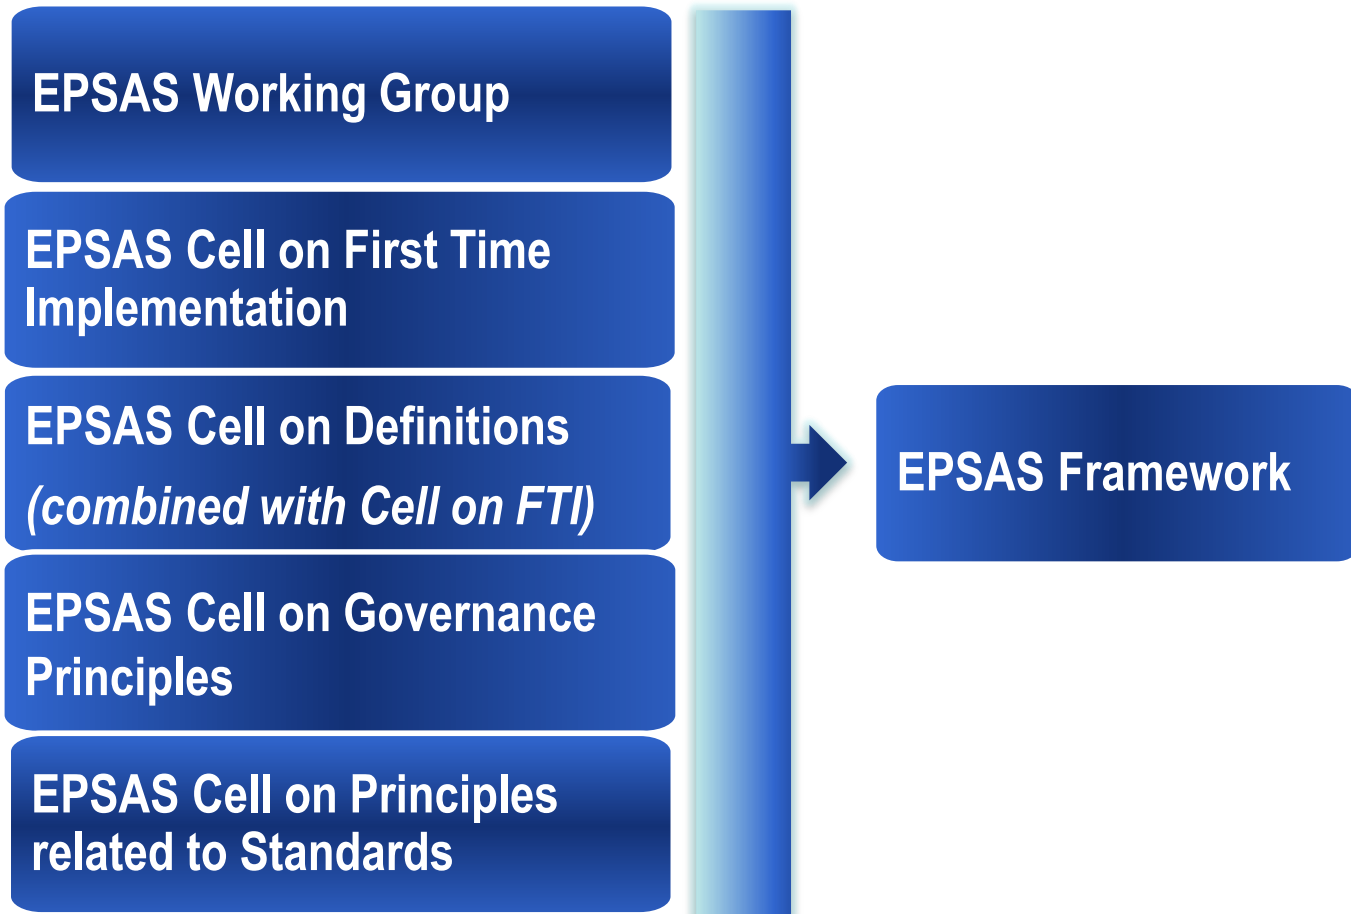 EPSAS Working Group
EPSAS Cell on First Time
Implementation
EPSAS Cell on Definitions
(combined with Cell on FTI)
EPSAS Cell on Governance
Principles
EPSAS Cell on Principles
related to Standards
EPSAS Framework